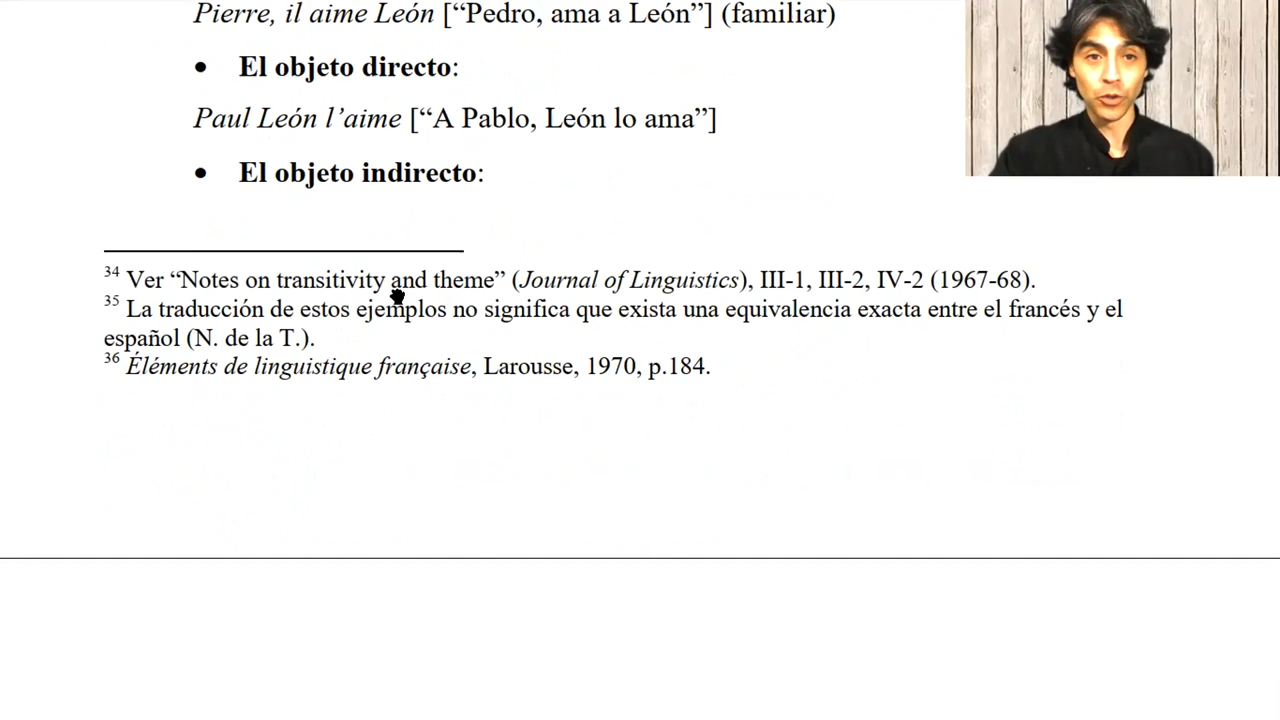 Pierre, il aime León [“Pedro, ama a León”] (familiar)
• El objeto directo:
Paul León l’aime [“A Pablo, León lo ama”]
• El objeto indirecto:
34 Ver “Notes on transitivity and theme” (Journal of Linguistics), III-1, III-2, IV-2 (1967-68).
35 La traducción de estos ejemplos no significa que exista una equivalencia exacta entre el francés y el
español (N. de la T.).
36 Éléments de linguistique française, Larousse, 1970, p.184.